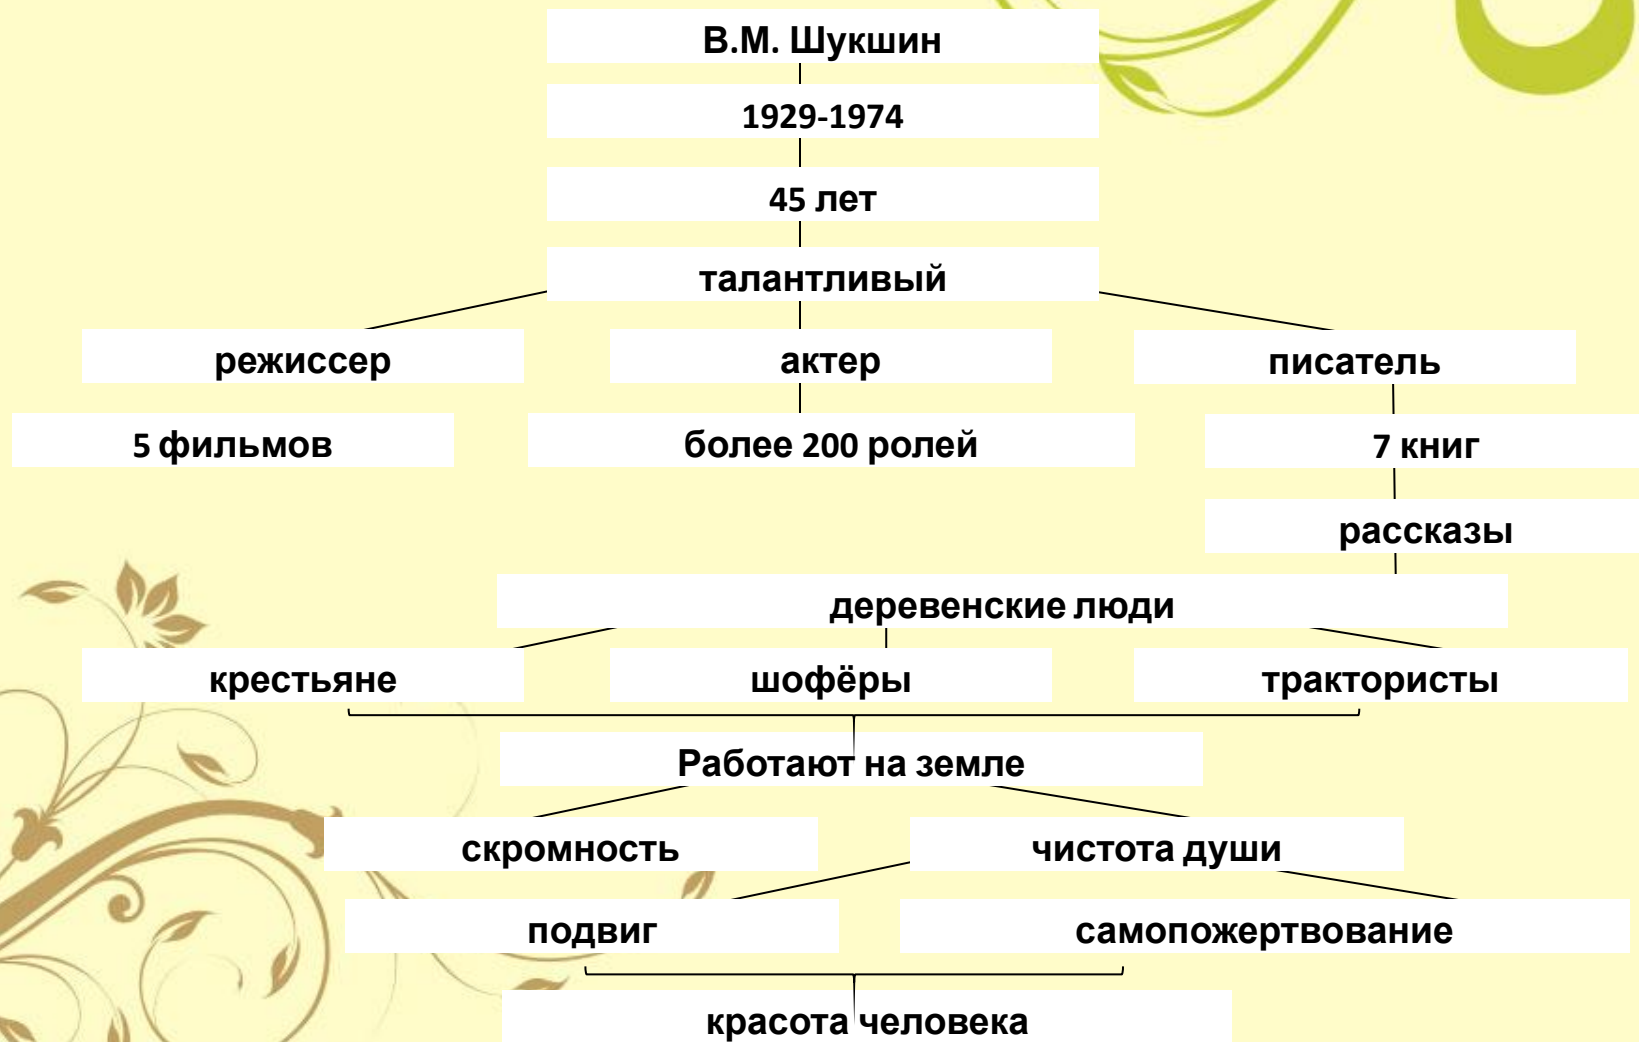 В.М. Шукшин
1929-1974
45 лет
талантливый
режиссер
актер
писатель
5 фильмов
более 200 ролей
7 книг
рассказы
деревенские люди
крестьяне
шофёры
трактористы
Работают на земле
скромность
чистота души
подвиг
самопожертвование
красота человека